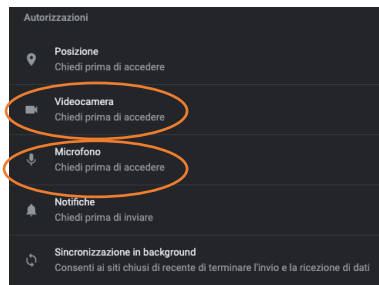 Autorizzazioni
Posizione
Chiedi prima di accedere
Videocamera
Chiedi prima di accedere
Microfono
Chiedi prima di accedere
Notifiche
Chiedi prima di inviare
Sincronizzazione in background
Consenti ai siti chiusi di recente di terminare l'invio e la ricezione di dati